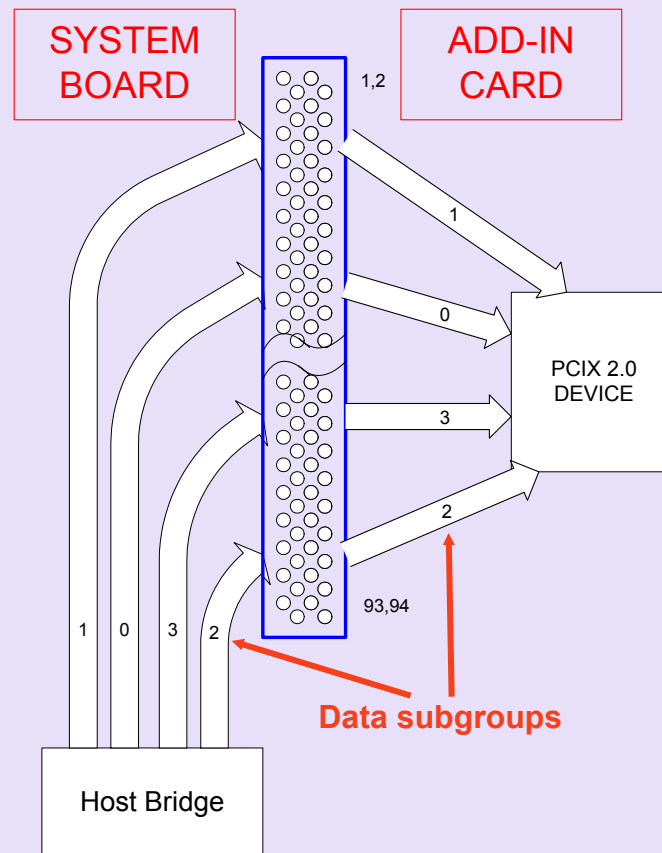 SYSTEM
BOARD
ADD-IN
CARD
1,2
1
0
3
2
PCIX 2.0
DEVICE
93,94
1
0
3
2
Data subgroups
Host Bridge